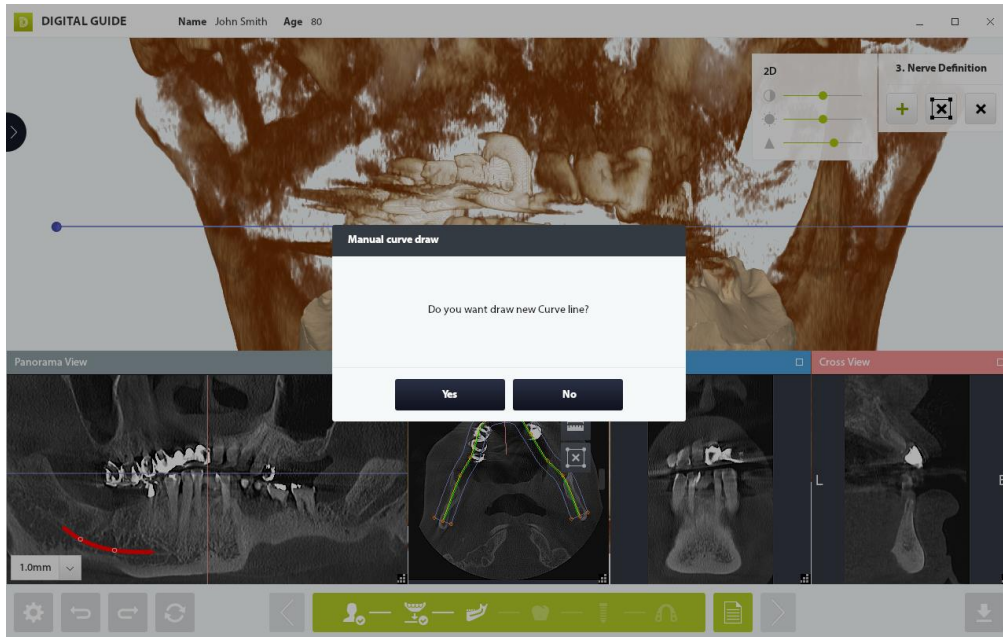 D DIGITAL GUIDE Name John Smith Age 80
2D
3. Nerve Definition
Manual curve draw
Do you want draw new Curve line?
Yes No
Panorama View
Cross View
L
1.0mm